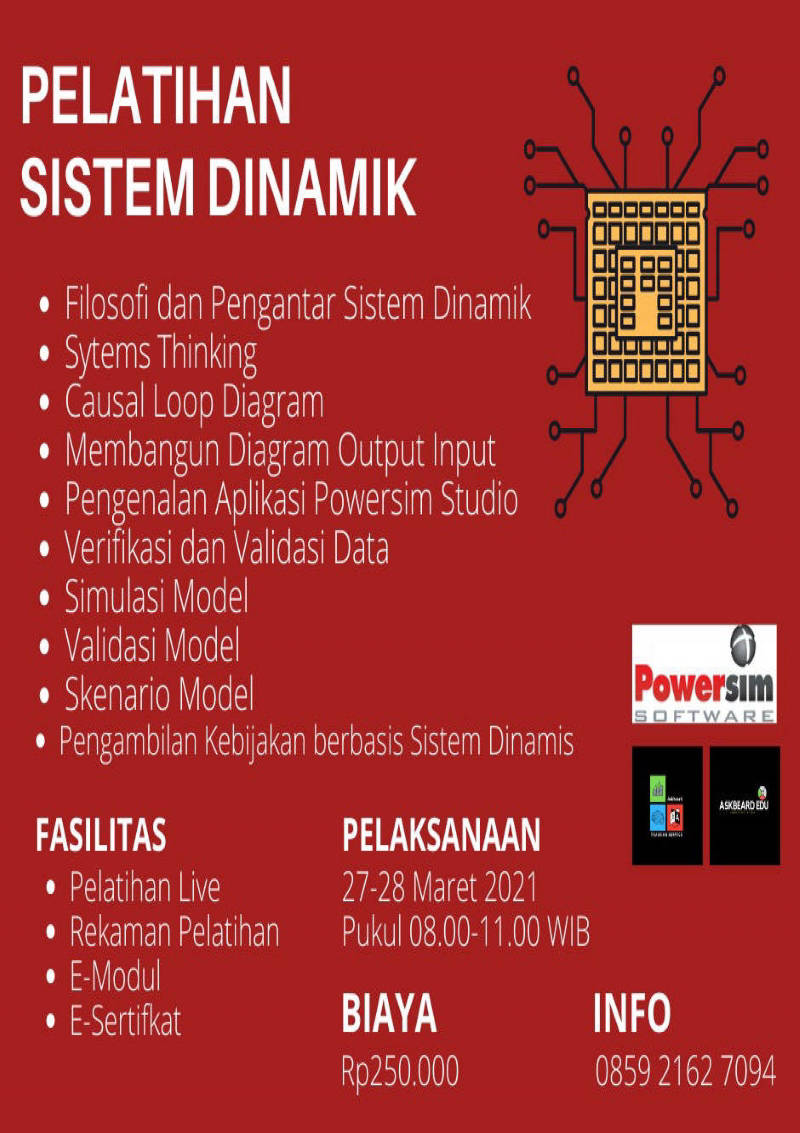 PELATIHAN
SISTEM DINAMIK
• Filosofi dan Pengantar Sistem Dinamik
• Sytems Thinking
• Causal Loop Diagram
• Membangun Diagram Output Input
• Pengenalan Aplikasi Powersim Studio
• Verifikasi dan Validasi Data
• Simulasi Model
• Validasi Model
• Skenario Model
• Pengambilan Kebijakan berbasis Sistem Dinamis
Powersim
SOFTWARE
ASKBEARD EDU
FASILITAS
• Pelatihan Live
• Rekaman Pelatihan
• E-Modul
• E-Sertifkat
PELAKSANAAN
27-28 Maret 2021
Pukul 08.00-11.00 WIB
BIAYA
Rp250.000
INFO
0859 2162 7094